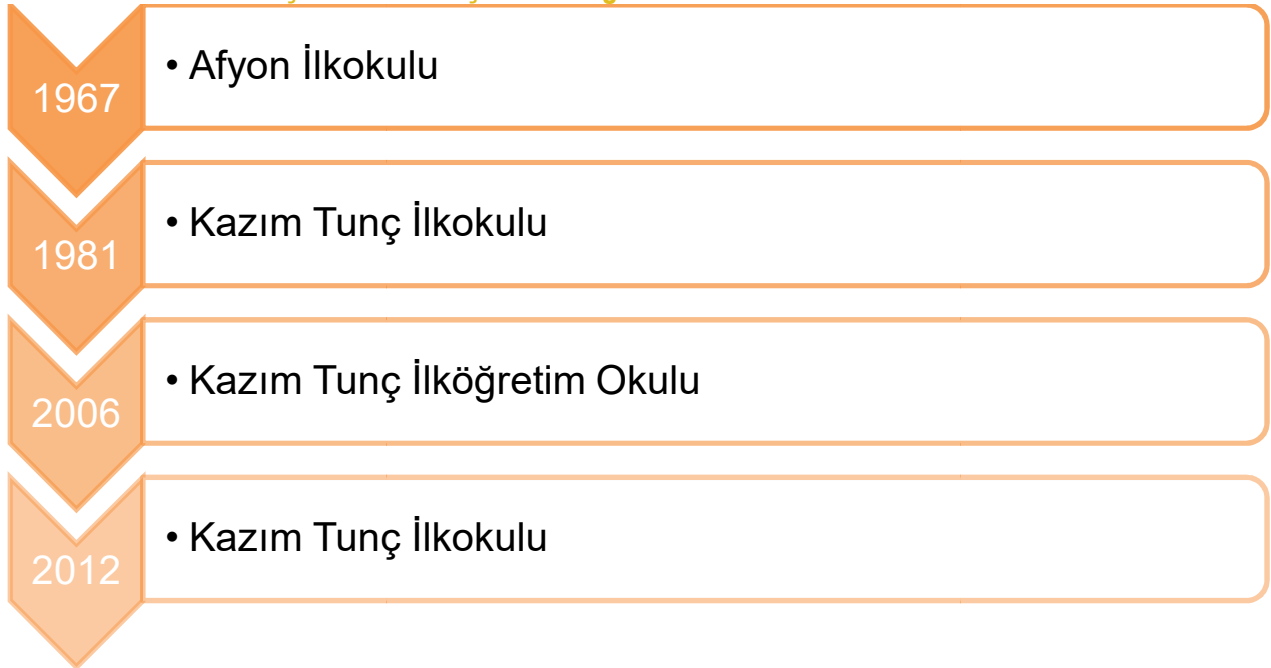 1967
• Afyon İlkokulu
1981
• Kazım Tunç İlkokulu
2006
• Kazım Tunç İlköğretim Okulu
2012
• Kazım Tunç İlkokulu